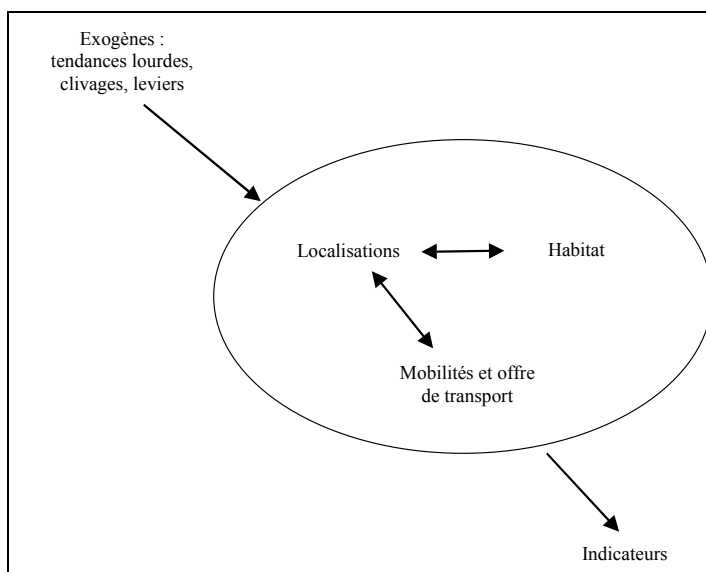 Exogènes :
tendances lourdes,
clivages, leviers
Localisations
Habitat
Mobilités et offre
de transport
Indicateurs